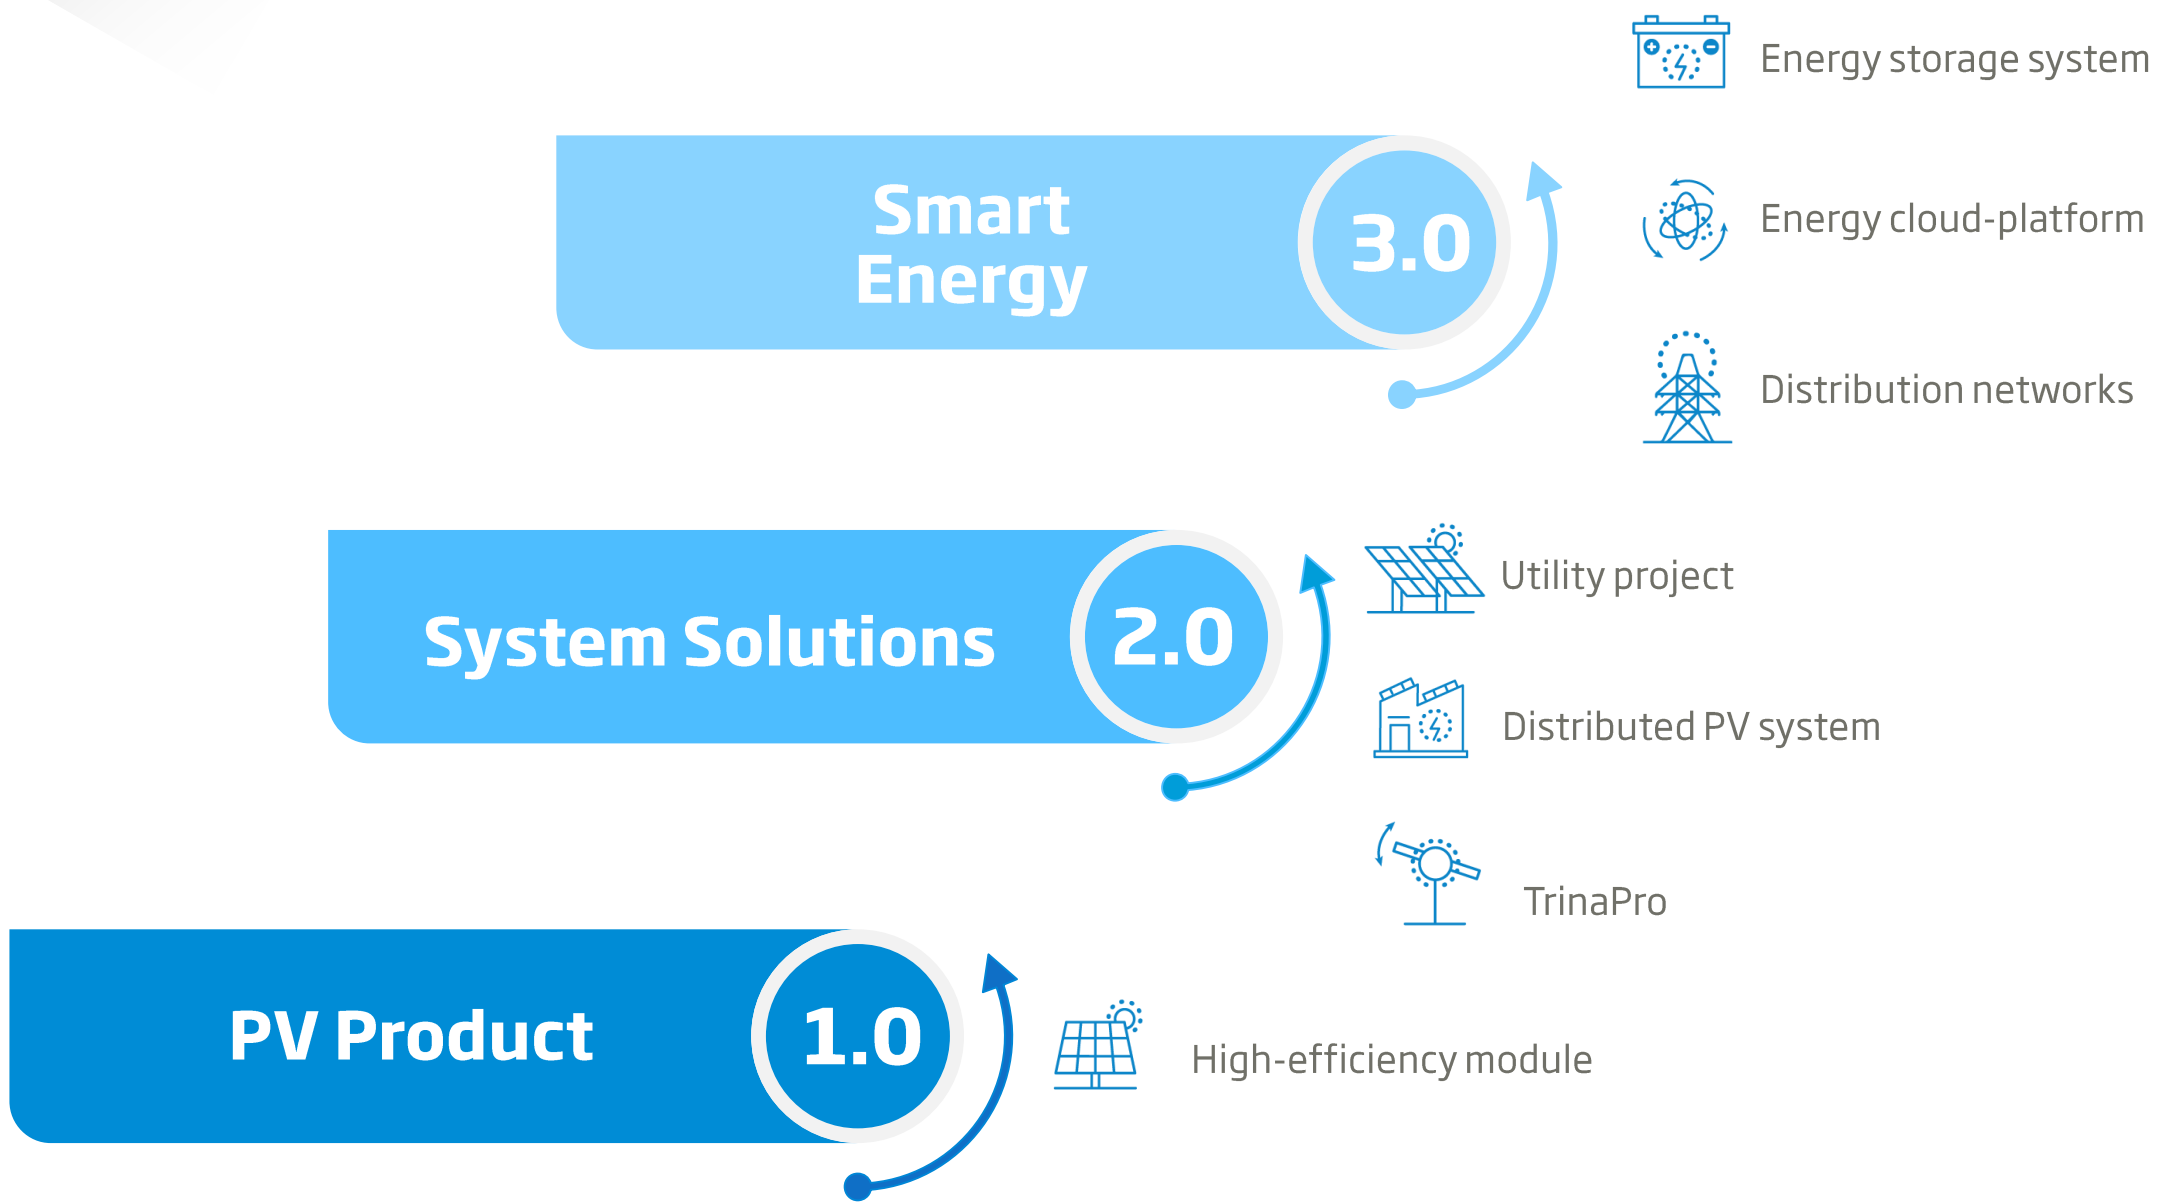 Energy storage system
Smart
Energy
3.0
Energy cloud-platform
Distribution networks
System Solutions
2.0
Utility project
Distributed PV system
TrinaPro
PV Product
1.0
High-efficiency module